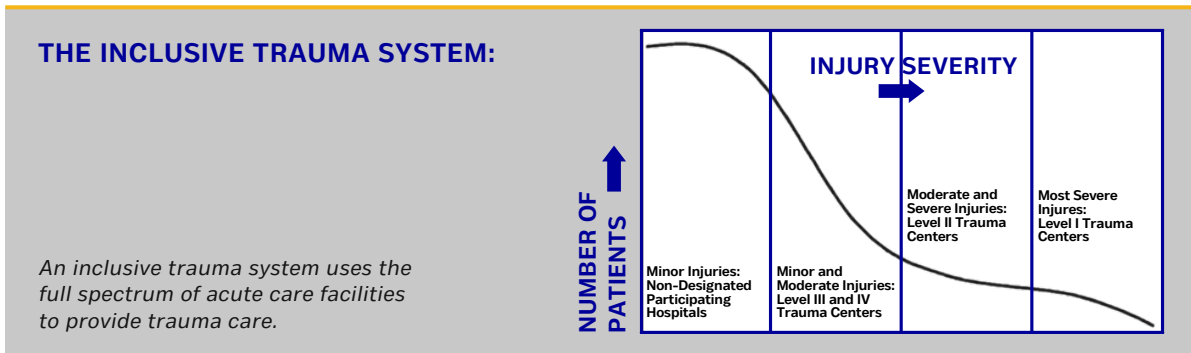 THE INCLUSIVE TRAUMA SYSTEM:
An inclusive trauma system uses the
full spectrum of acute care facilities
to provide trauma care.
NUMBER OF
PATIENTS
INJURY SEVERITY
Minor Injuries:
Non-Designated
Participating
Hospitals
Minor and
Moderate Injuries:
Level III and IV
Trauma Centers
Moderate and
Severe Injuries:
Level II Trauma
Centers
Most Severe
Injures:
Level I Trauma
Centers